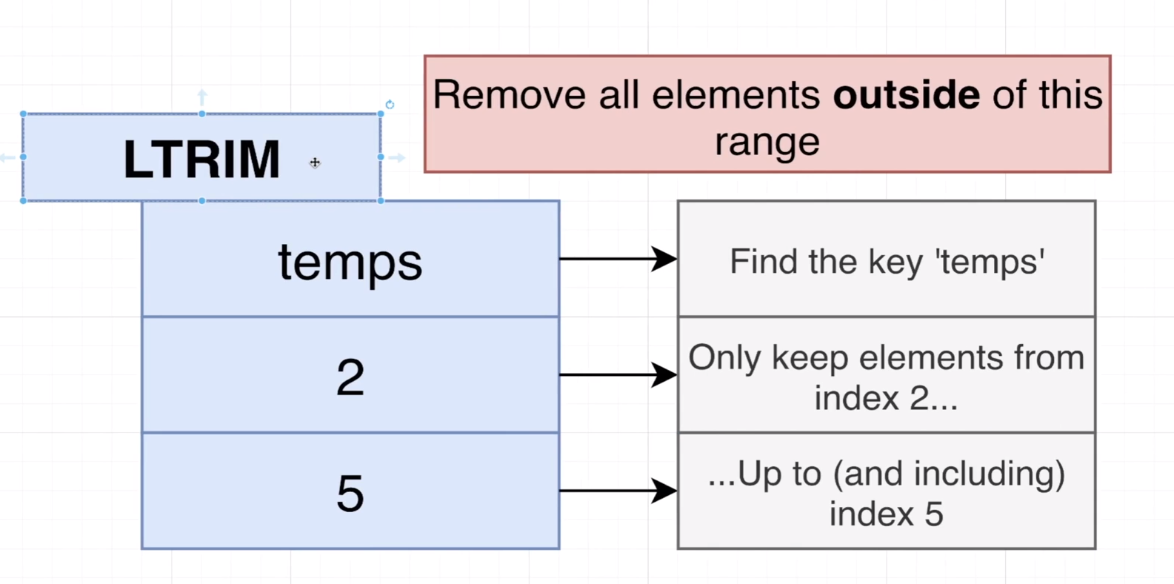 Remove all elements outside of this
range
LTRIM
temps
Find the key 'temps'
2
Only keep elements from
index 2...
5
...Up to (and including)
index 5